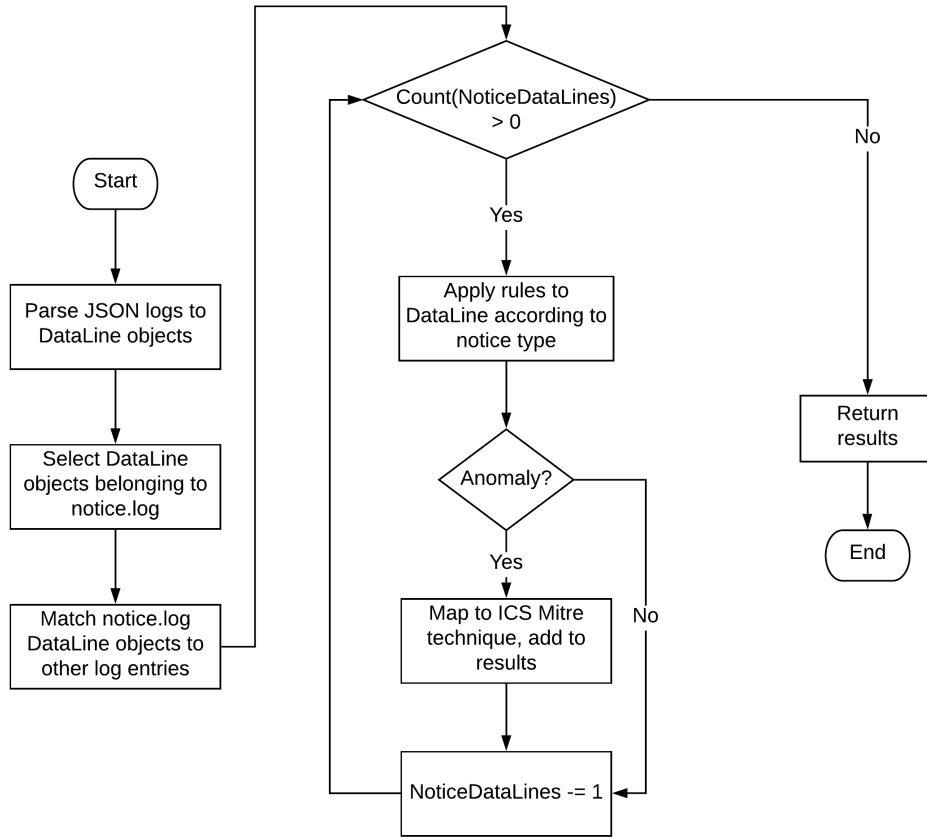 Start
Parse JSON logs to
DataLine objects
Select DataLine
objects belonging to
notice.log
Match notice.log
DataLine objects to
other log entries
Count(NoticeDataLines)
> 0
Yes
No
Apply rules to
DataLine according to
notice type
Anomaly?
Yes
No
Map to ICS Mitre
technique, add to
results
NoticeDataLines -= 1
Return
results
End